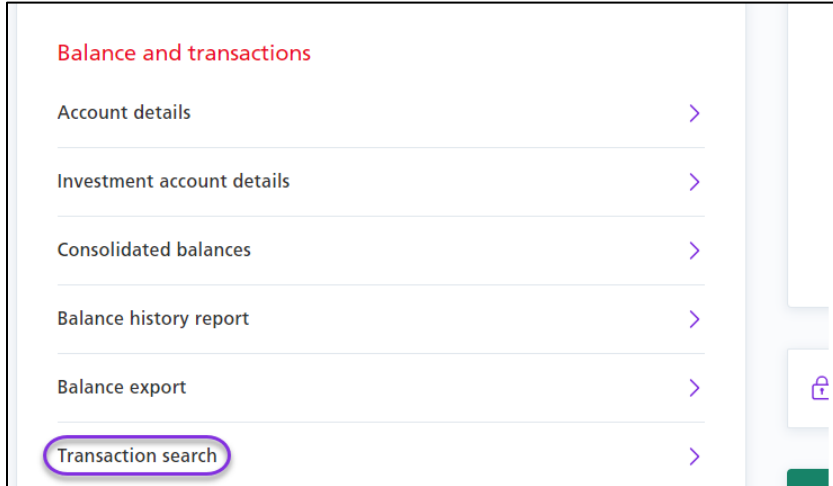 Balance and transactions
Account details
Investment account details
Consolidated balances
Balance history report
Balance export
Transaction search